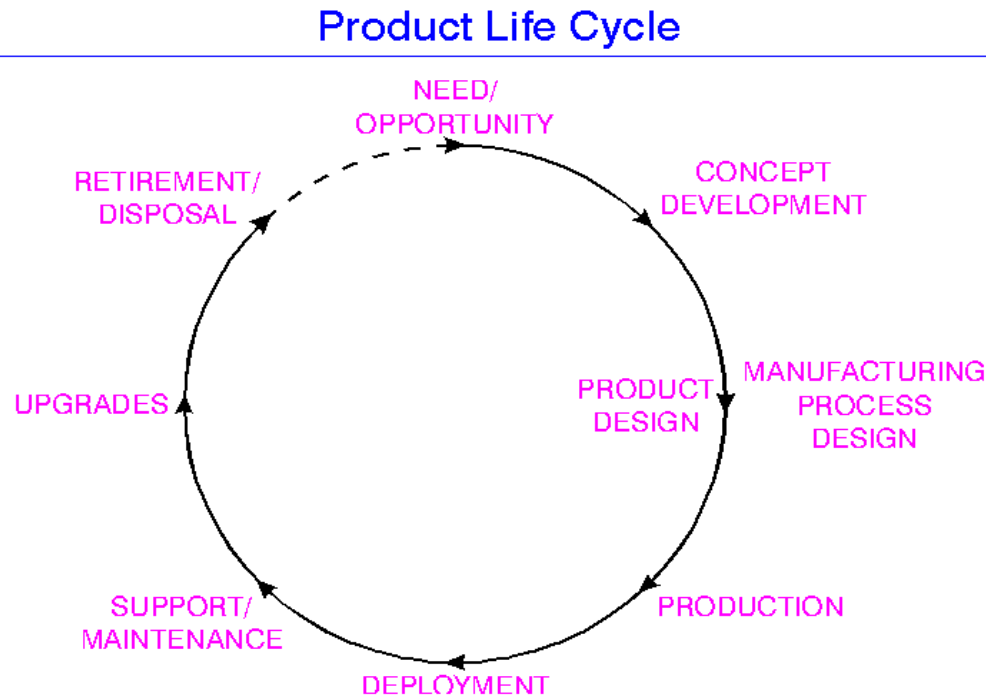 Product Life Cycle
NEED/
OPPORTUNITY
CONCEPT
DEVELOPMENT
PRODUCT
DESIGN
MANUFACTURING
PROCESS
DESIGN
PRODUCTION
DEPLOYMENT
SUPPORT/
MAINTENANCE
UPGRADES
RETIREMENT/
DISPOSAL